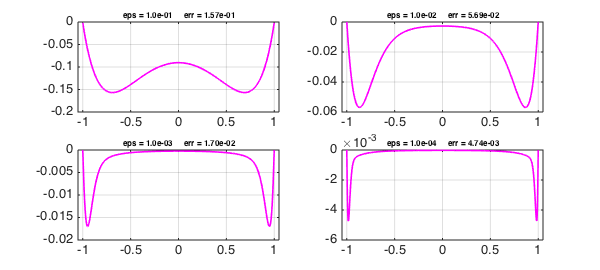 eps = 1.0e-01 err = 1.57e-01
0
-0.05
-0.1
-0.15
-0.2
-1 -0.5 0 0.5 1
eps = 1.0e-02 err = 5.69e-02
0
-0.02
-0.04
-0.06
-1 -0.5 0 0.5 1
eps = 1.0e-03 err = 1.70e-02
0
-0.005
-0.01
-0.015
-0.02
-1 -0.5 0 0.5 1
eps = 1.0e-04 err = 4.74e-03
×10⁻³
0
-2
-4
-6
-1 -0.5 0 0.5 1